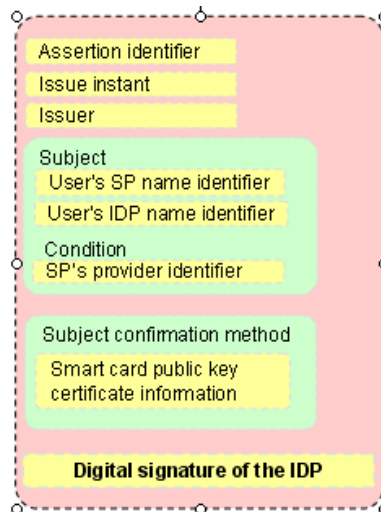 Assertion identifier
Issue instant
Issuer
Subject
User's SP name identifier
User's IDP name identifier
Condition
SP's provider identifier
Subject confirmation method
Smart card public key
certificate information
Digital signature of the IDP